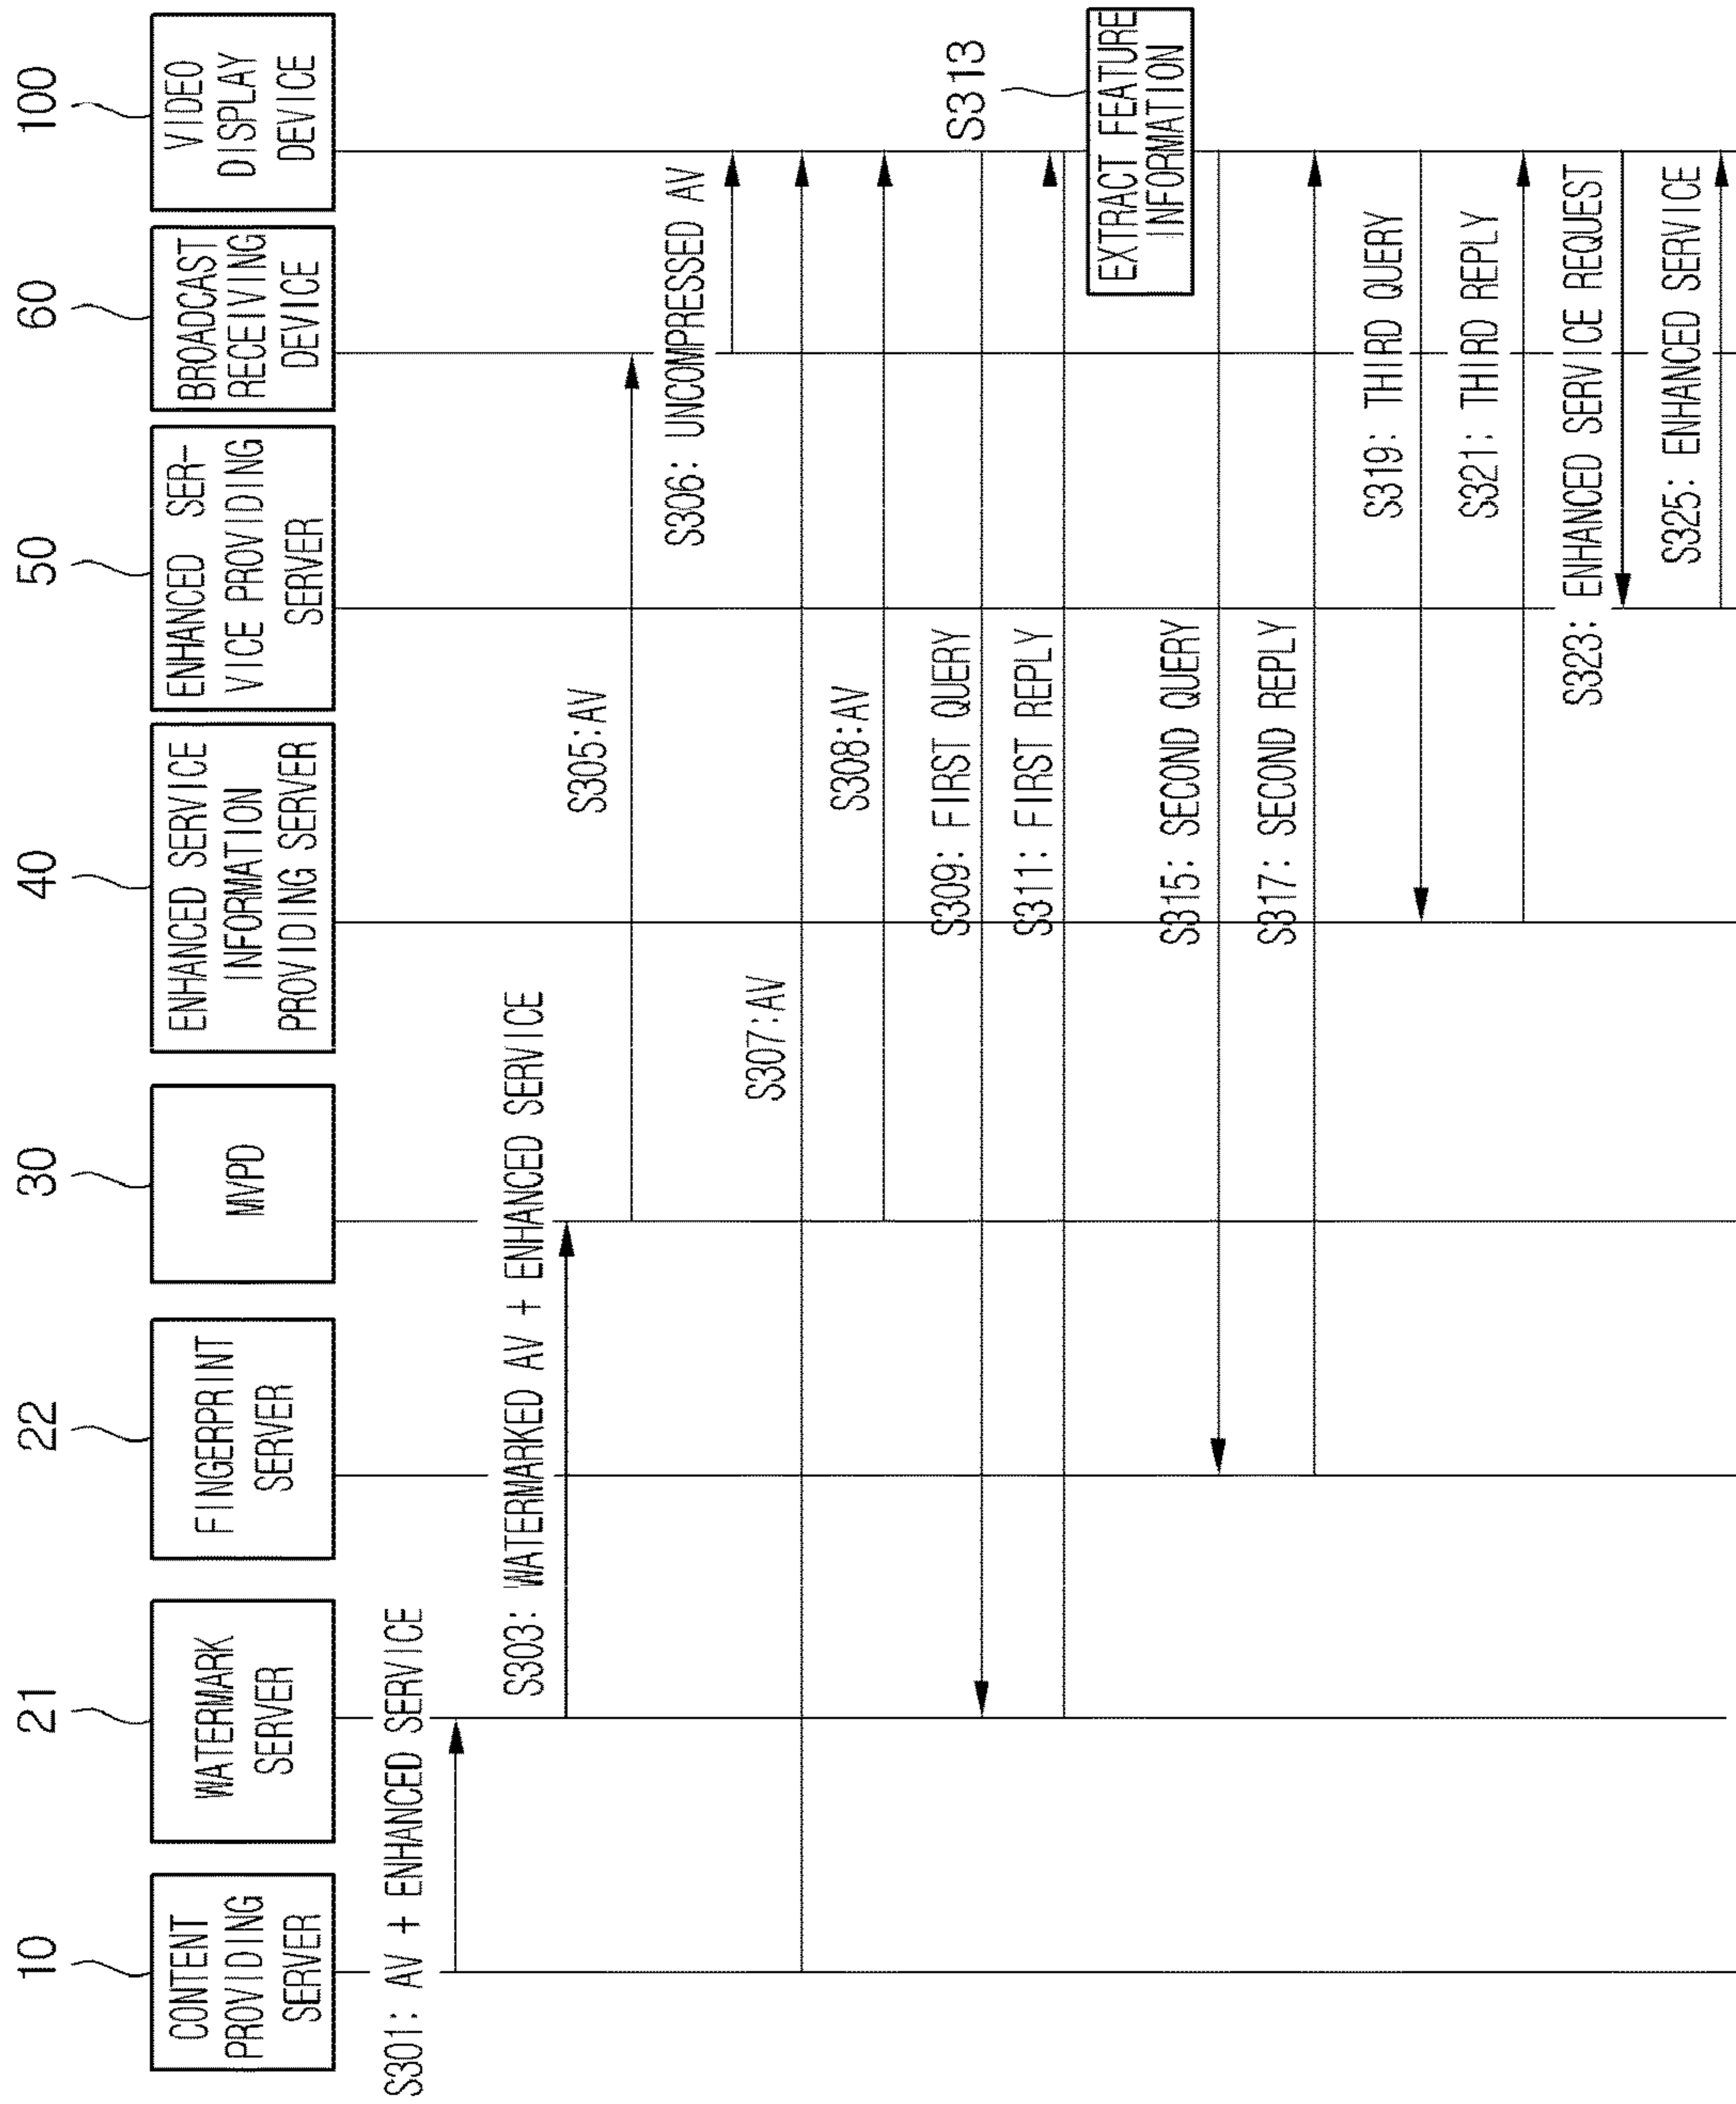 10
21
22
30
40
50
60
100
CONTENT
PROVIDING
SERVER
WATERMARK
SERVER
FINGERPRINT
SERVER
MVPD
ENHANCED SERVICE
INFORMATION
PROVIDING SERVER
ENHANCED SER-
VICE PROVIDING
SERVER
BROADCAST
RECEIVING
DEVICE
VIDEO
DISPLAY
DEVICE
S301: AV + ENHANCED SERVICE
S303: WATERMARKED AV + ENHANCED SERVICE
S305:AV
S306: UNCOMPRESSED AV
S307:AV
S308:AV
S309: FIRST QUERY
S311: FIRST REPLY
S313
EXTRACT FEATURE
INFORMATION
S315: SECOND QUERY
S317: SECOND REPLY
S319: THIRD QUERY
S321: THIRD REPLY
S323: ENHANCED SERVICE REQUEST
S325: ENHANCED SERVICE